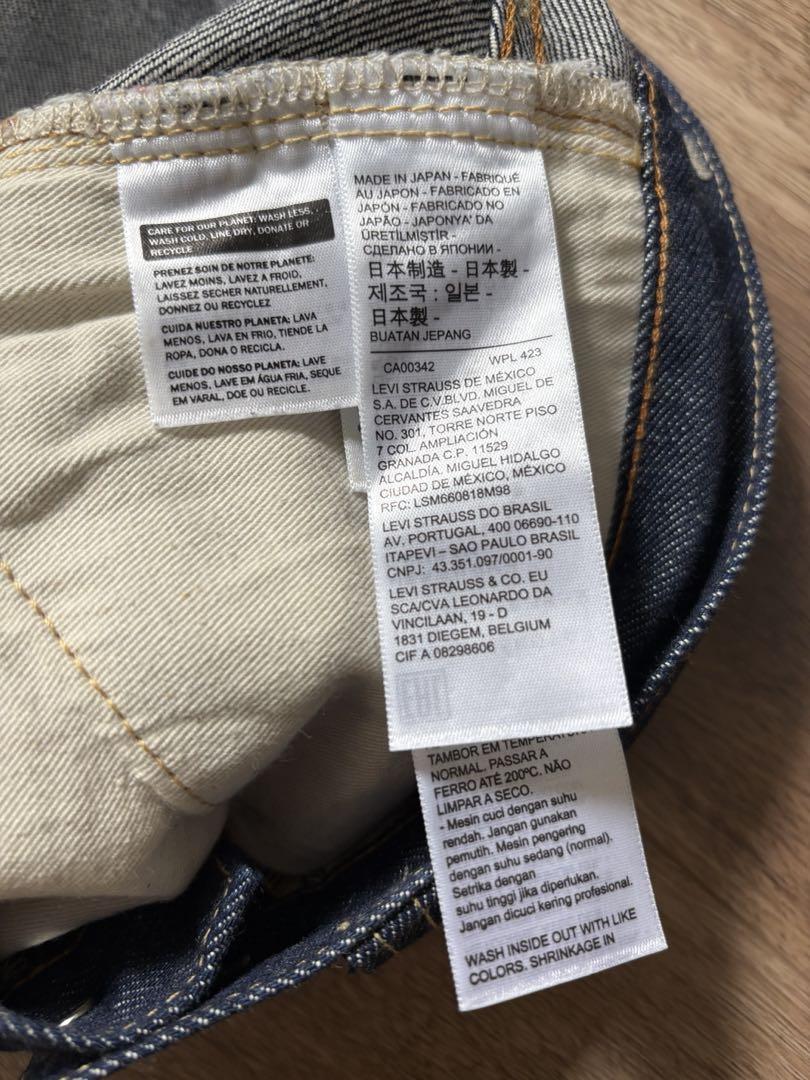 CARE FOR OUR PLANET: WASH LESS,
WASH COLD, LINE DRY, DONATE OR
RECYCLE
PRENEZ SOIN DE NOTRE PLANETE:
LAVEZ MOINS, LAVEZ A FROID,
LAISSEZ SECHER NATURELLEMENT,
DONNEZ OU RECYCLEZ
CUIDA NUESTRO PLANETA: LAVA
MENOS, LAVA EN FRIO, TIENDE LA
ROPA, DONA O RECICLA.
CUIDE DO NOSSO PLANETA: LAVE
MENOS, LAVE EM ÁGUA FRIA, SEQUE
EM VARAL, DOE OU RECICLE.
MADE IN JAPAN - FABRIQUÉ
AU JAPON - FABRICADO EN
JAPÓN - FABRICADO NO
JAPÃO - JAPONYA' DA
ÜRETİLMİŞTİR -
СДЕЛАНО В ЯПОНИИ -
日本制造 - 日本製 -
제조국 : 일본 -
日本製 -
BUATAN JEPANG
CA00342 WPL 423
LEVI STRAUSS DE MÉXICO
S.A. DE C.V.BLVD. MIGUEL DE
CERVANTES SAAVEDRA
NO. 301, TORRE NORTE PISO
7 COL. AMPLIACIÓN
GRANADA C.P. 11529
ALCALDÍA. MIGUEL HIDALGO
CIUDAD DE MÉXICO, MÉXICO
RFC: LSM660818M98
LEVI STRAUSS DO BRASIL
AV. PORTUGAL, 400 06690-110
ITAPEVI – SAO PAULO BRASIL
CNPJ: 43.351.097/0001-90
LEVI STRAUSS & CO. EU
SCA/CVA LEONARDO DA
VINCILAAN, 19 - D
1831 DIEGEM, BELGIUM
CIF A 08298606
EAC
TAMBOR EM TEMPERATURA
NORMAL. PASSAR A
FERRO ATÉ 200ºC. NÃO
LIMPAR A SECO.
- Mesin cuci dengan suhu
rendah. Jangan gunakan
pemutih. Mesin pengering
dengan suhu sedang (normal).
Setrika dengan
suhu tinggi jika diperlukan.
Jangan dicuci kering profesional.
WASH INSIDE OUT WITH LIKE
COLORS. SHRINKAGE IN